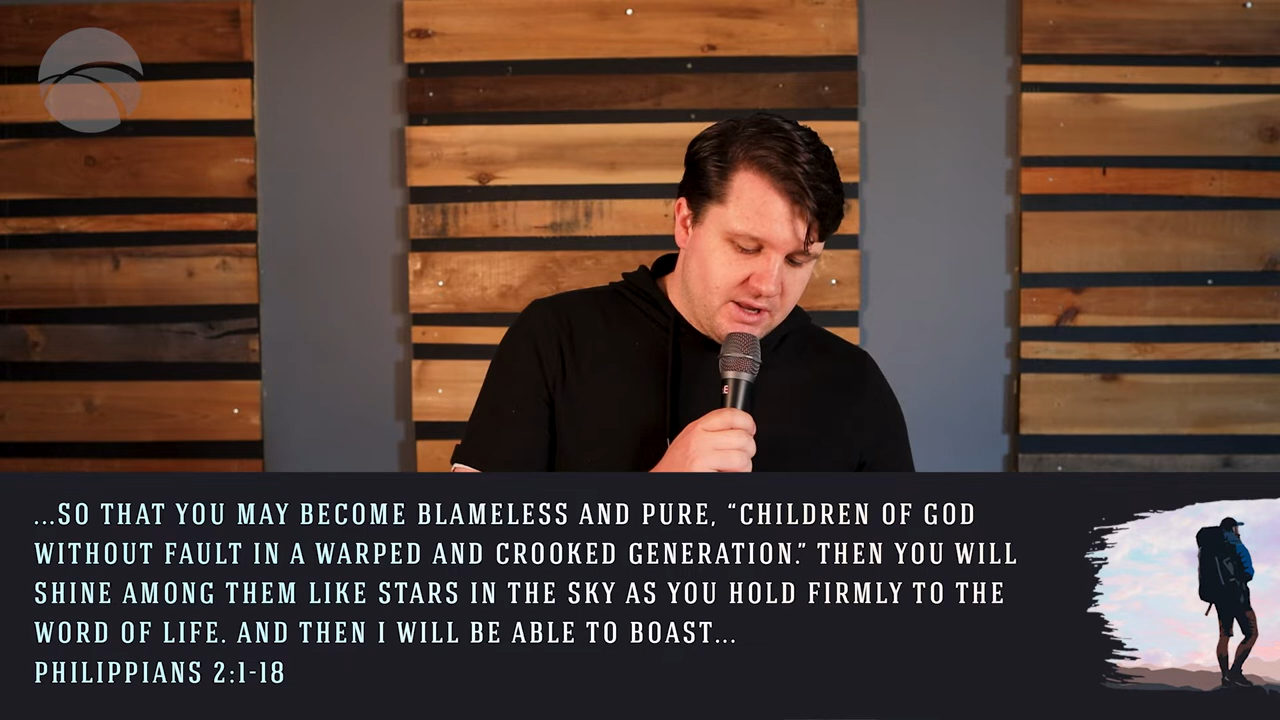 ...SO THAT YOU MAY BECOME BLAMELESS AND PURE, “CHILDREN OF GOD
WITHOUT FAULT IN A WARPED AND CROOKED GENERATION.” THEN YOU WILL
SHINE AMONG THEM LIKE STARS IN THE SKY AS YOU HOLD FIRMLY TO THE
WORD OF LIFE. AND THEN I WILL BE ABLE TO BOAST...
PHILIPPIANS 2:1-18